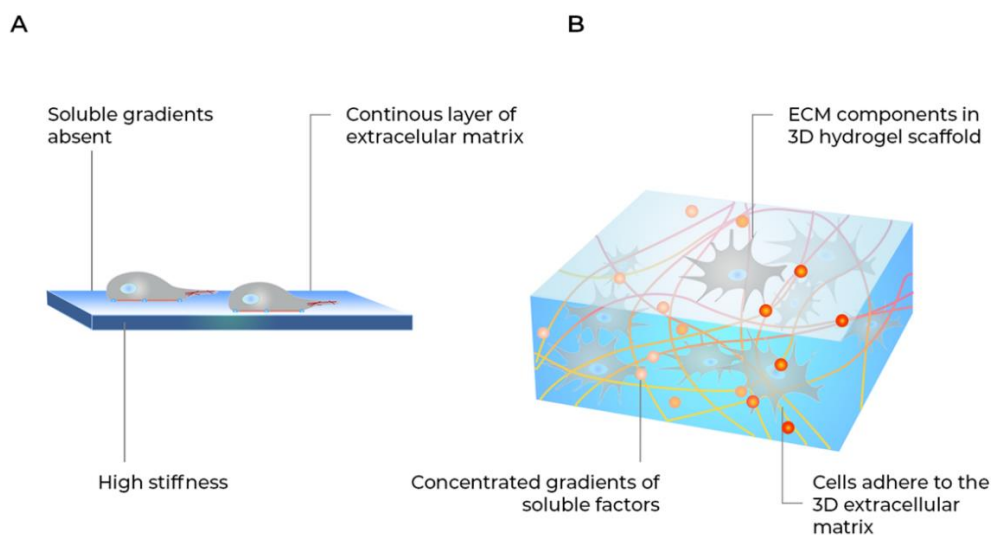 A
B
Soluble gradients
absent
Continous layer of
extracelular matrix
ECM components in
3D hydrogel scaffold
High stiffness
Concentrated gradients of
soluble factors
Cells adhere to the
3D extracellular
matrix